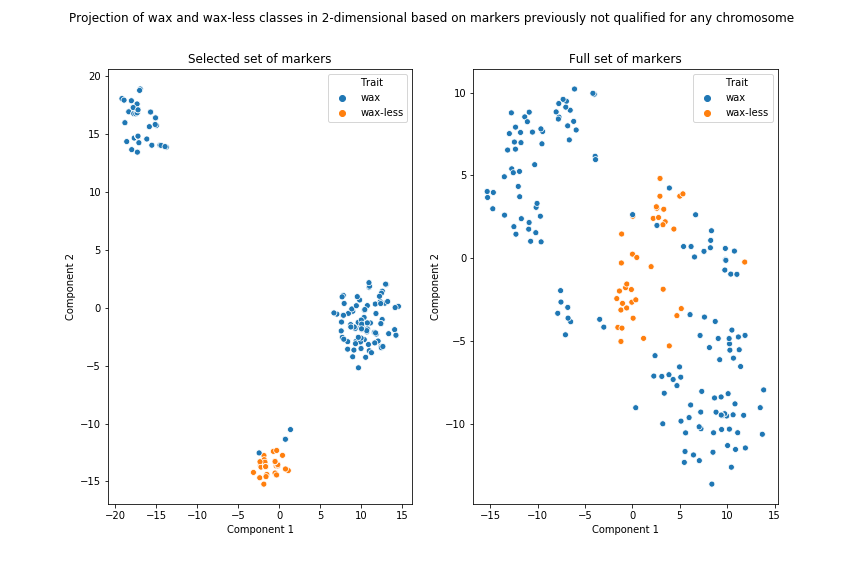 Projection of wax and wax-less classes in 2-dimensional based on markers previously not qualified for any chromosome
Selected set of markers
Trait
wax
wax-less
20
15
10
5
0
−5
−10
−15
Component 2
−20
−15
−10
−5
0
5
10
15
Component 1
Full set of markers
Trait
wax
wax-less
10
5
0
−5
−10
Component 2
−15
−10
−5
0
5
10
15
Component 1